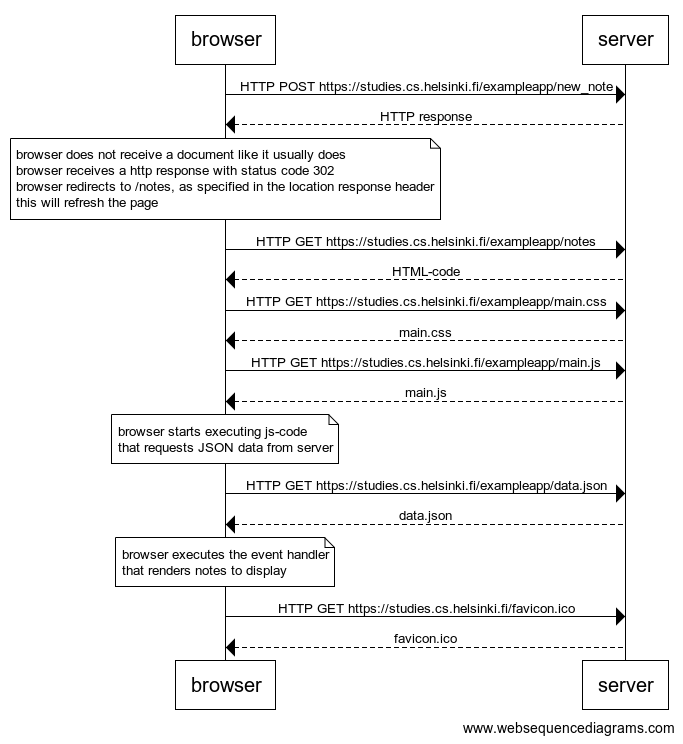 browser
server
HTTP POST https://studies.cs.helsinki.fi/exampleapp/new_note
HTTP response
browser does not receive a document like it usually does
browser receives a http response with status code 302
browser redirects to /notes, as specified in the location response header
this will refresh the page
HTTP GET https://studies.cs.helsinki.fi/exampleapp/notes
HTML-code
HTTP GET https://studies.cs.helsinki.fi/exampleapp/main.css
main.css
HTTP GET https://studies.cs.helsinki.fi/exampleapp/main.js
main.js
browser starts executing js-code
that requests JSON data from server
HTTP GET https://studies.cs.helsinki.fi/exampleapp/data.json
data.json
browser executes the event handler
that renders notes to display
HTTP GET https://studies.cs.helsinki.fi/favicon.ico
favicon.ico
browser
server
www.websequencediagrams.com